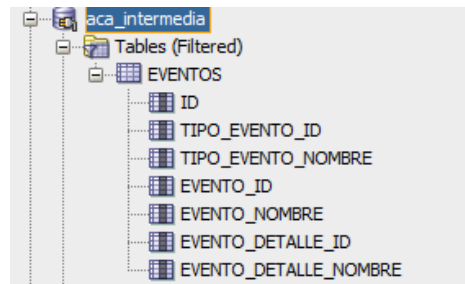 aca_intermedia
Tables (Filtered)
EVENTOS
ID
TIPO_EVENTO_ID
TIPO_EVENTO_NOMBRE
EVENTO_ID
EVENTO_NOMBRE
EVENTO_DETALLE_ID
EVENTO_DETALLE_NOMBRE